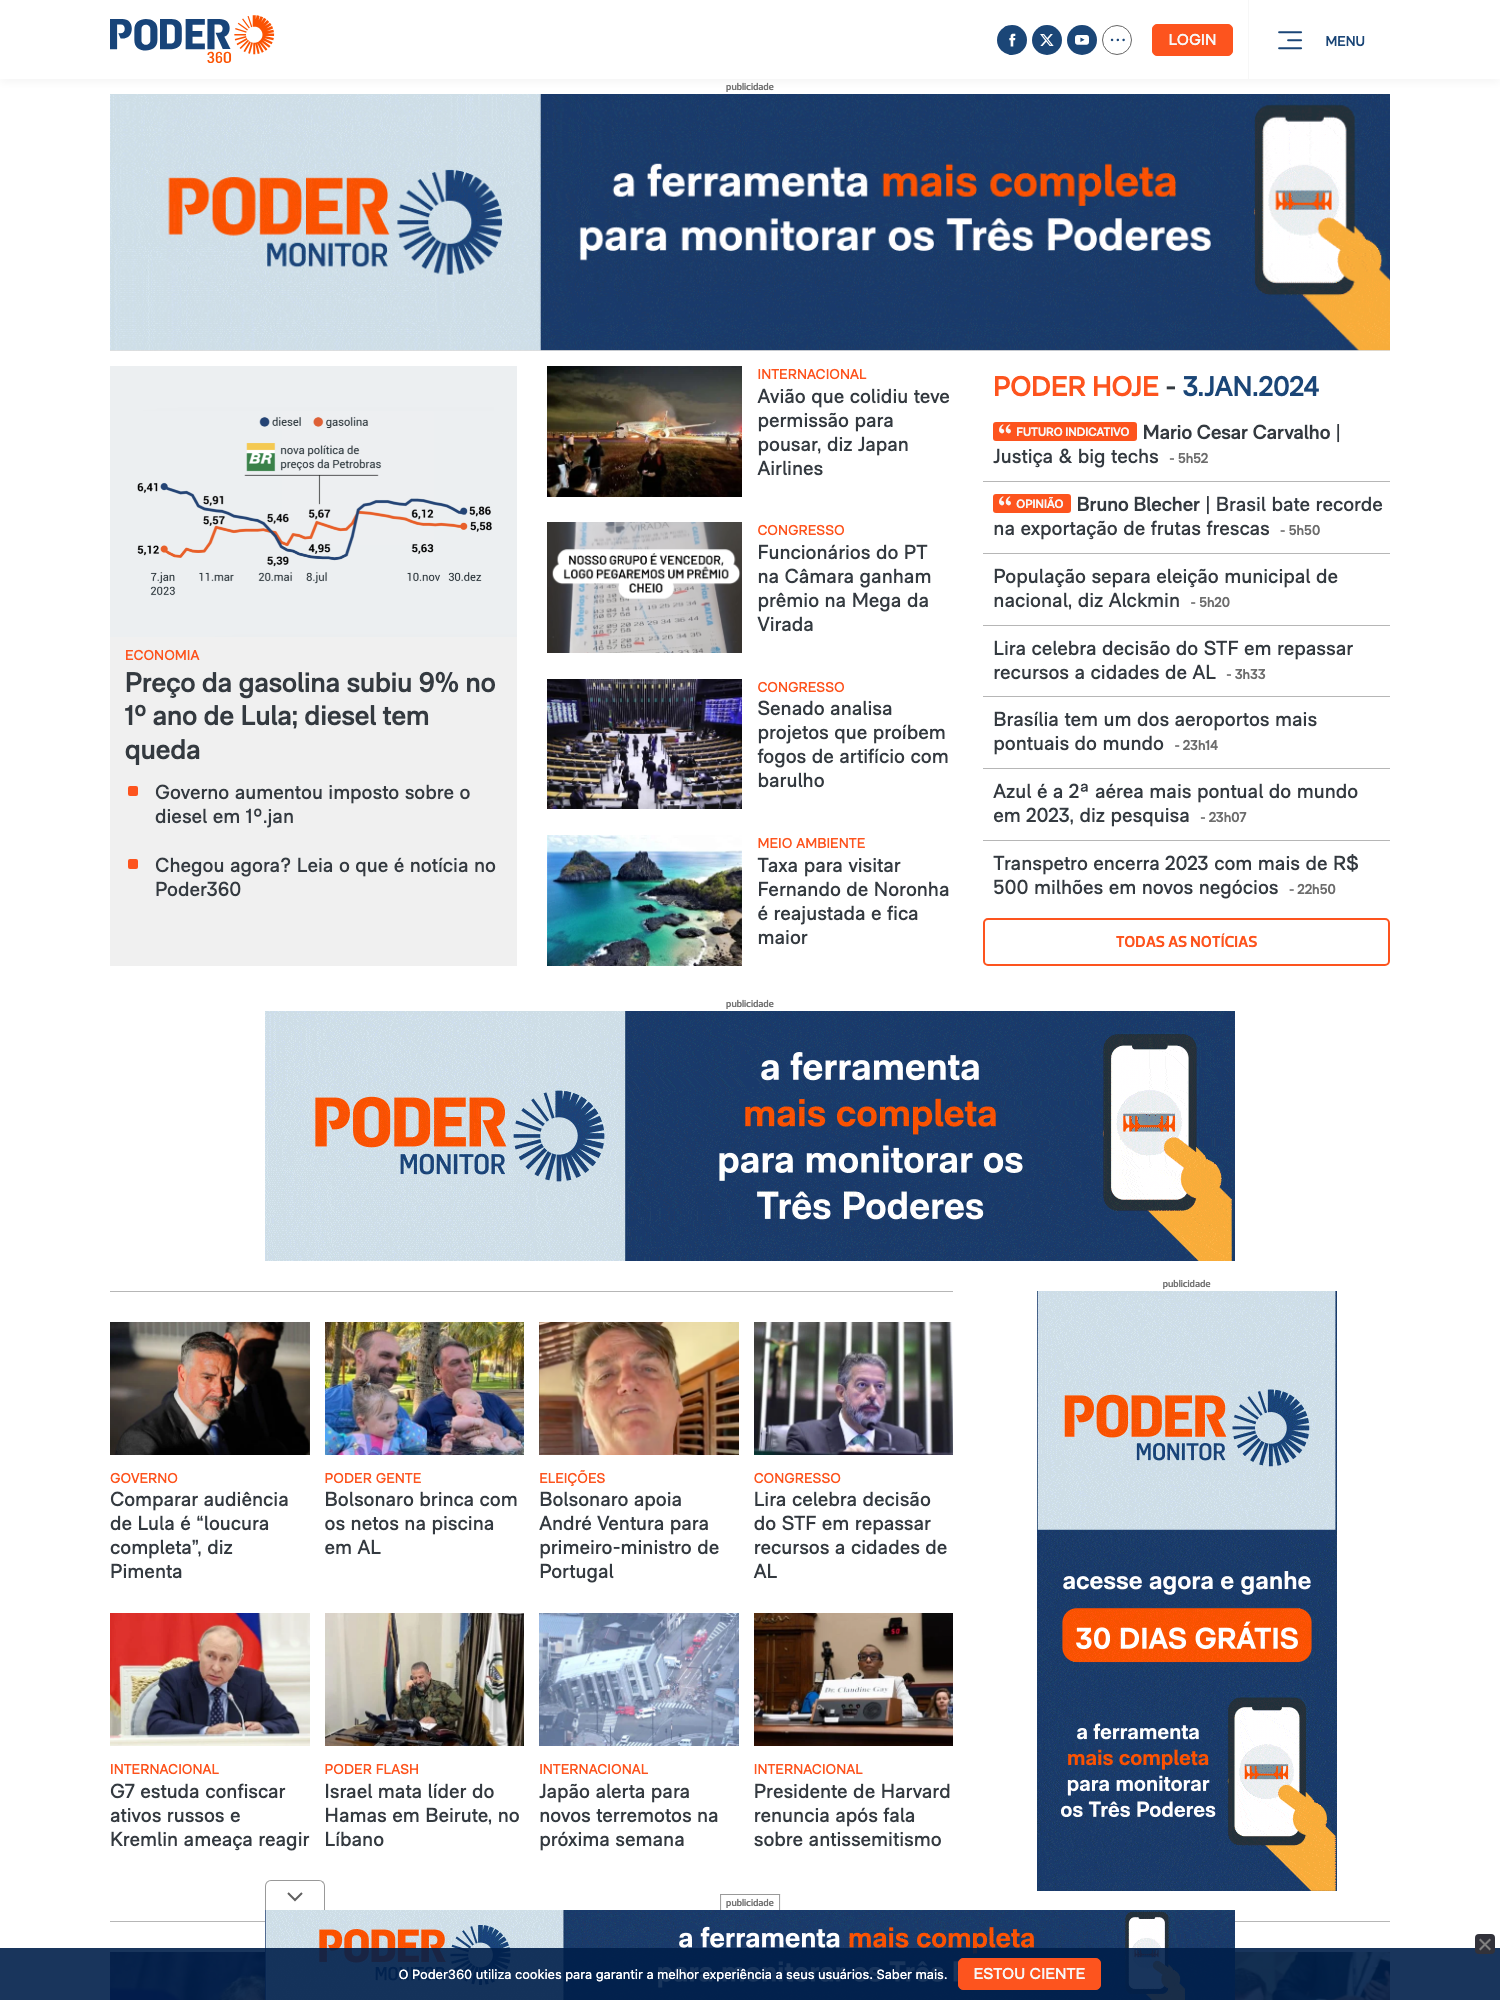 PODER
360
LOGIN
MENU
publicidade
PODER
MONITOR
a ferramenta mais completa
para monitorar os Três Poderes
diesel
gasolina
BR
nova política de
preços da Petrobras
6,41
5,91
5,57
5,46
5,67
6,12
5,86
5,58
5,12
5,39
4,95
5,63
7.jan
2023
11.mar
20.mai
8.jul
10.nov
30.dez
ECONOMIA
Preço da gasolina subiu 9% no
1º ano de Lula; diesel tem
queda
Governo aumentou imposto sobre o
diesel em 1º.jan
Chegou agora? Leia o que é notícia no
Poder360
INTERNACIONAL
Avião que colidiu teve
permissão para
pousar, diz Japan
Airlines
VIRADA
NOSSO GRUPO É VENCEDOR,
LOGO PEGAREMOS UM PRÊMIO
CHEIO
CONGRESSO
Funcionários do PT
na Câmara ganham
prêmio na Mega da
Virada
CONGRESSO
Senado analisa
projetos que proíbem
fogos de artifício com
barulho
MEIO AMBIENTE
Taxa para visitar
Fernando de Noronha
é reajustada e fica
maior
PODER HOJE - 3.JAN.2024
FUTURO INDICATIVO Mario Cesar Carvalho |
Justiça & big techs - 5h52
OPINIÃO Bruno Blecher | Brasil bate recorde
na exportação de frutas frescas - 5h50
População separa eleição municipal de
nacional, diz Alckmin - 5h20
Lira celebra decisão do STF em repassar
recursos a cidades de AL - 3h33
Brasília tem um dos aeroportos mais
pontuais do mundo - 23h14
Azul é a 2ª aérea mais pontual do mundo
em 2023, diz pesquisa - 23h07
Transpetro encerra 2023 com mais de R$
500 milhões em novos negócios - 22h50
TODAS AS NOTÍCIAS
publicidade
PODER
MONITOR
a ferramenta
mais completa
para monitorar os
Três Poderes
GOVERNO
Comparar audiência
de Lula é “loucura
completa”, diz
Pimenta
PODER GENTE
Bolsonaro brinca com
os netos na piscina
em AL
ELEIÇÕES
Bolsonaro apoia
André Ventura para
primeiro-ministro de
Portugal
CONGRESSO
Lira celebra decisão
do STF em repassar
recursos a cidades de
AL
INTERNACIONAL
G7 estuda confiscar
ativos russos e
Kremlin ameaça reagir
PODER FLASH
Israel mata líder do
Hamas em Beirute, no
Líbano
INTERNACIONAL
Japão alerta para
novos terremotos na
próxima semana
Dr. Claudine Gay
INTERNACIONAL
Presidente de Harvard
renuncia após fala
sobre antissemitismo
publicidade
PODER
MONITOR
acesse agora e ganhe
30 DIAS GRÁTIS
a ferramenta
mais completa
para monitorar
os Três Poderes
publicidade
PODER
a ferramenta mais completa
O Poder360 utiliza cookies para garantir a melhor experiência a seus usuários. Saber mais.
ESTOU CIENTE